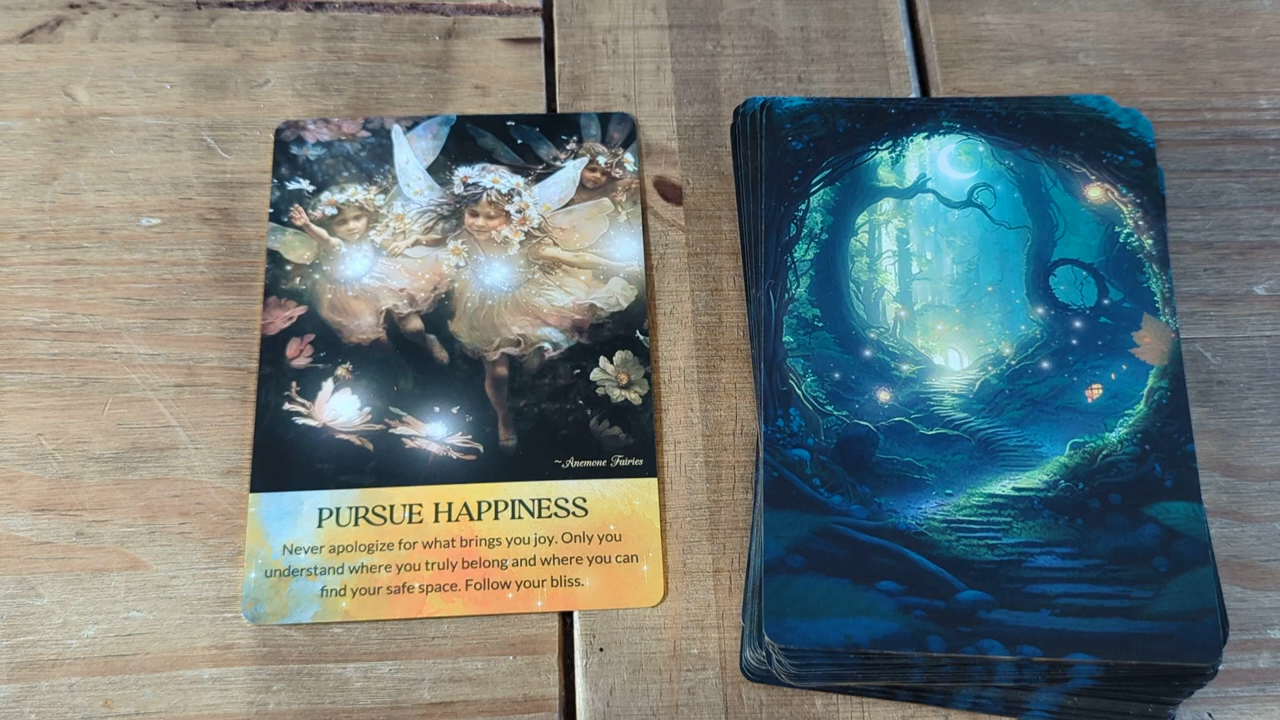 ~Anemone Fairies
PURSUE HAPPINESS
Never apologize for what brings you joy. Only you
understand where you truly belong and where you can
find your safe space. Follow your bliss.